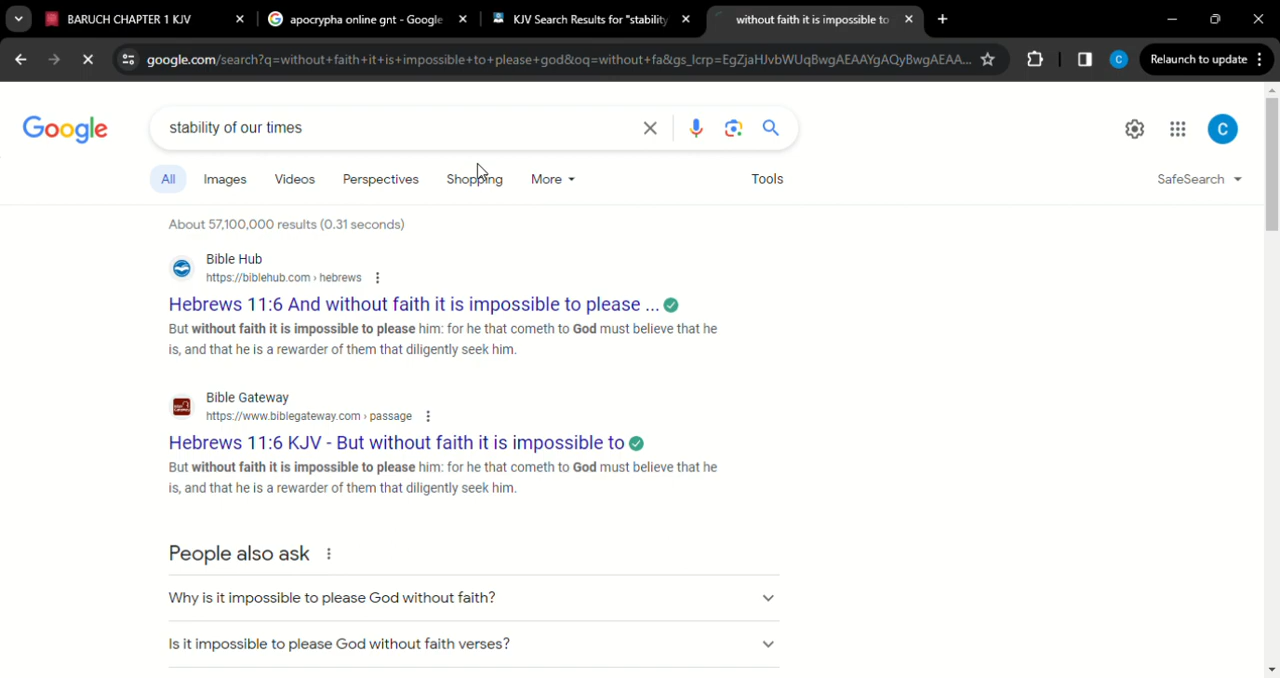 BARUCH CHAPTER 1 KJV
apocrypha online gnt - Google
KJV Search Results for "stability
without faith it is impossible to
google.com/search?q=without+faith+it+is+impossible+to+please+god&oq=without+fa&gs_lcrp=EgZjaHJvbWUqBwgAEAAYgAQyBwgAEAA...
C
Relaunch to update
Google
stability of our times
C
All
Images
Videos
Perspectives
Shopping
More
Tools
SafeSearch
About 57,100,000 results (0.31 seconds)
Bible Hub
https://biblehub.com › hebrews
Hebrews 11:6 And without faith it is impossible to please ...
But without faith it is impossible to please him: for he that cometh to God must believe that he
is, and that he is a rewarder of them that diligently seek him.
Bible Gateway
https://www.biblegateway.com › passage
Hebrews 11:6 KJV - But without faith it is impossible to
But without faith it is impossible to please him: for he that cometh to God must believe that he
is, and that he is a rewarder of them that diligently seek him.
People also ask
Why is it impossible to please God without faith?
Is it impossible to please God without faith verses?